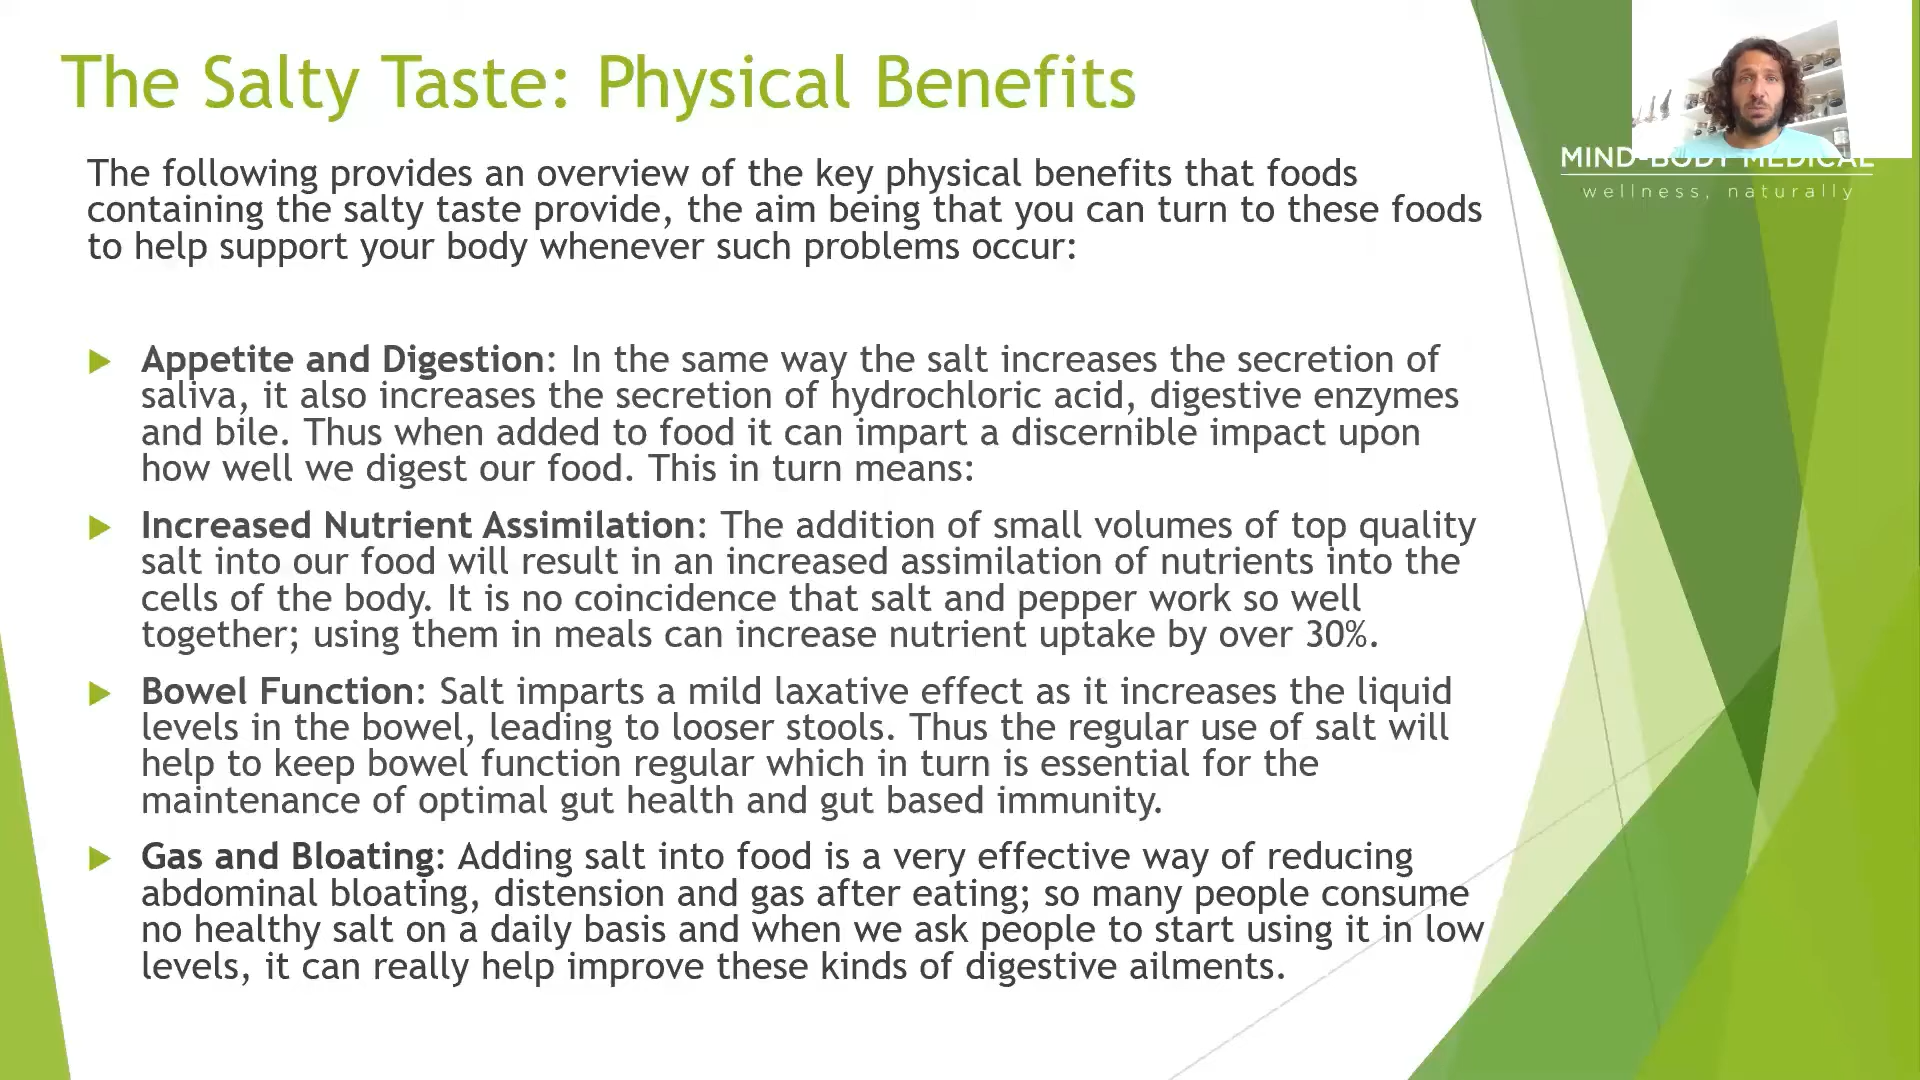 The Salty Taste: Physical Benefits
The following provides an overview of the key physical benefits that foods
containing the salty taste provide, the aim being that you can turn to these foods
to help support your body whenever such problems occur:
Appetite and Digestion: In the same way the salt increases the secretion of
saliva, it also increases the secretion of hydrochloric acid, digestive enzymes
and bile. Thus when added to food it can impart a discernible impact upon
how well we digest our food. This in turn means:
Increased Nutrient Assimilation: The addition of small volumes of top quality
salt into our food will result in an increased assimilation of nutrients into the
cells of the body. It is no coincidence that salt and pepper work so well
together; using them in meals can increase nutrient uptake by over 30%.
Bowel Function: Salt imparts a mild laxative effect as it increases the liquid
levels in the bowel, leading to looser stools. Thus the regular use of salt will
help to keep bowel function regular which in turn is essential for the
maintenance of optimal gut health and gut based immunity.
Gas and Bloating: Adding salt into food is a very effective way of reducing
abdominal bloating, distension and gas after eating; so many people consume
no healthy salt on a daily basis and when we ask people to start using it in low
levels, it can really help improve these kinds of digestive ailments.
MIND-BODY MEDICAL
wellness, naturally